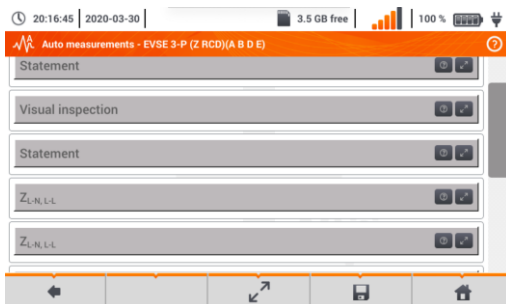 20:16:45 2020-03-30 3.5 GB free 100 %
Auto measurements - EVSE 3-P (Z RCD)(A B D E)
Statement
Visual inspection
Statement
ZL-N, L-L
ZL-N, L-L